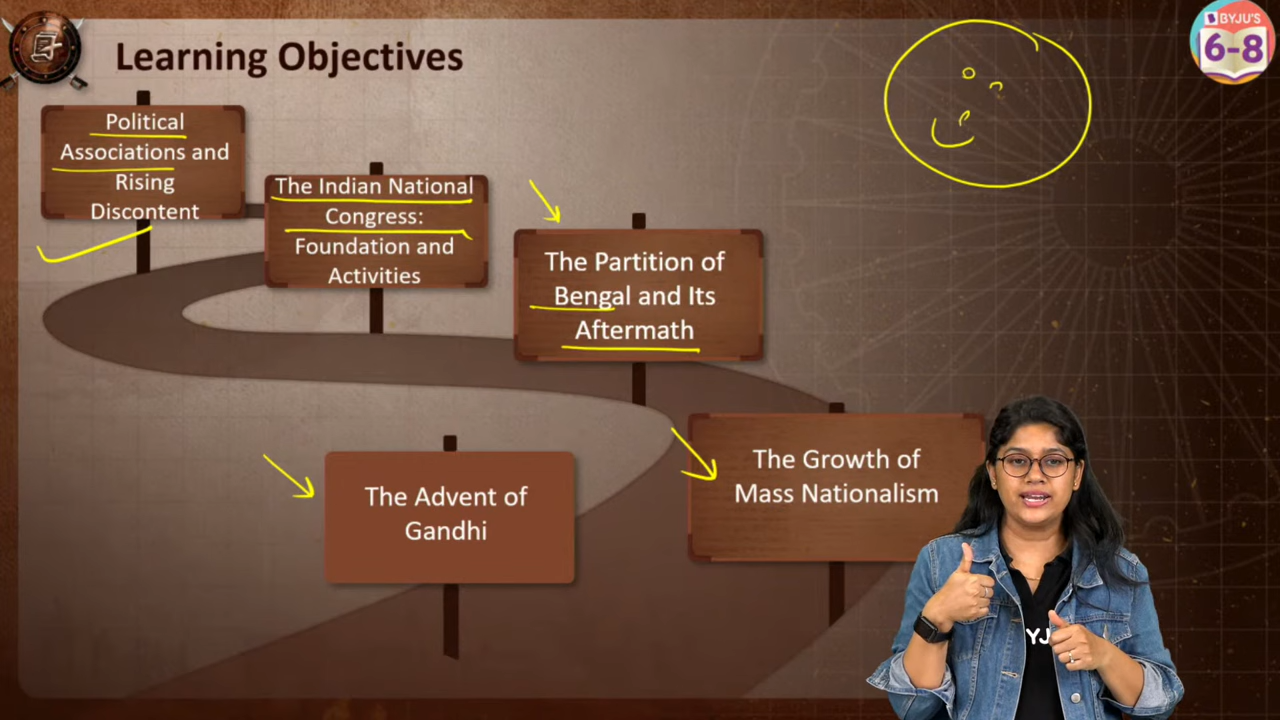 Learning Objectives
BYJU'S
6-8
Political
Associations and
Rising
Discontent
The Indian National
Congress:
Foundation and
Activities
The Partition of
Bengal and Its
Aftermath
The Growth of
Mass Nationalism
The Advent of
Gandhi
YJ